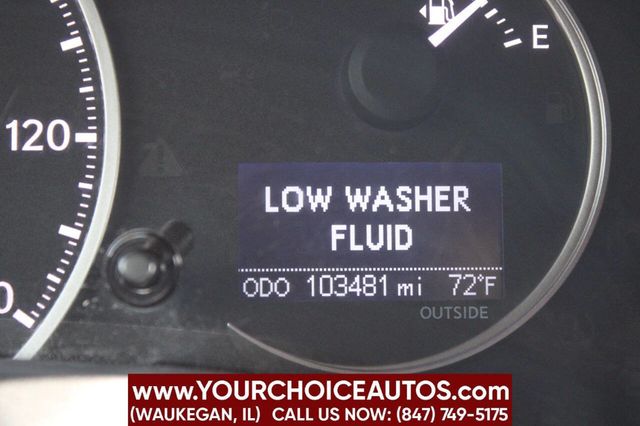 E
120
0
LOW WASHER
FLUID
ODO 103481 mi 72°F
OUTSIDE
www.YOURCHOICEAUTOS.com
(WAUKEGAN, IL) CALL US NOW: (847) 749-5175